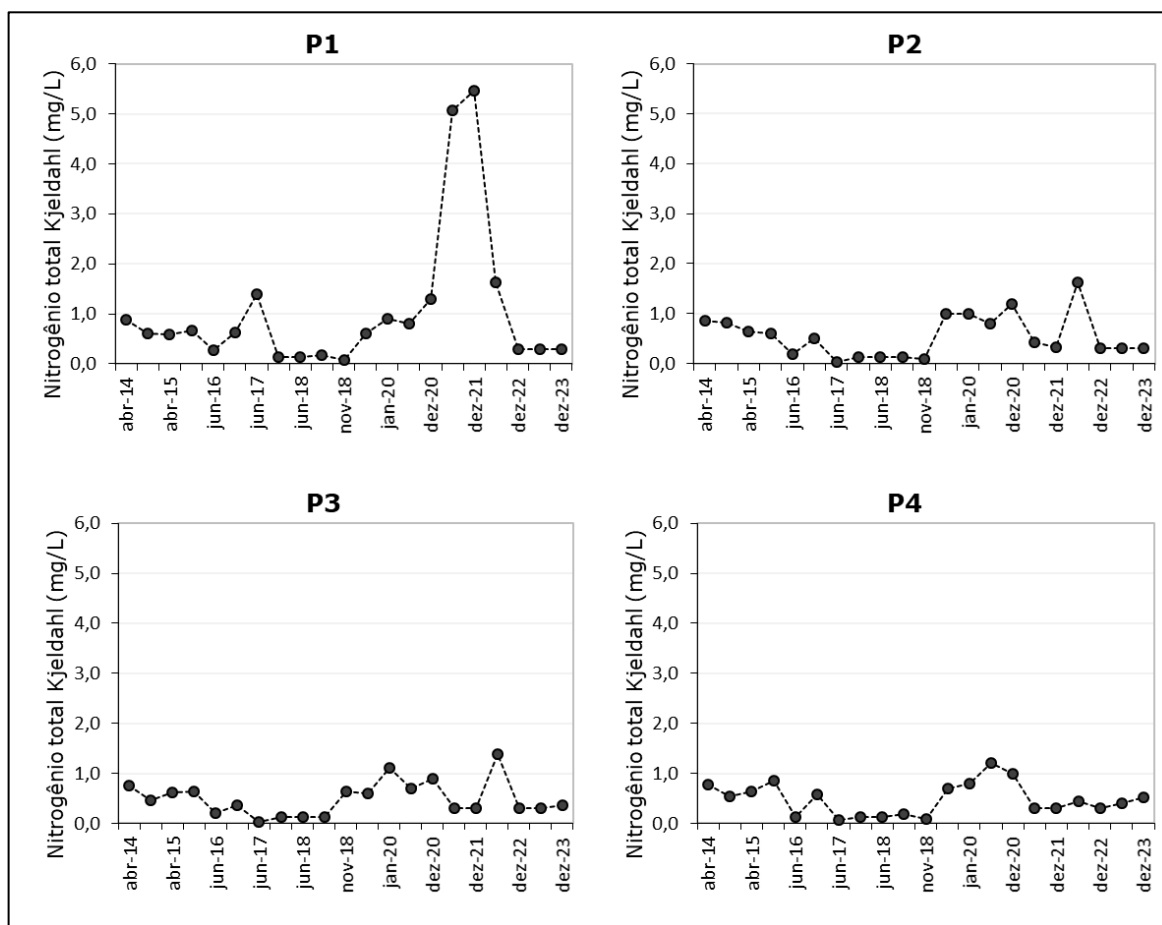 P1
Nitrogênio total Kjeldahl (mg/L)
6,0
5,0
4,0
3,0
2,0
1,0
0,0
abr-14
abr-15
jun-16
jun-17
jun-18
nov-18
jan-20
dez-20
dez-21
dez-22
dez-23
P2
Nitrogênio total Kjeldahl (mg/L)
6,0
5,0
4,0
3,0
2,0
1,0
0,0
abr-14
abr-15
jun-16
jun-17
jun-18
nov-18
jan-20
dez-20
dez-21
dez-22
dez-23
P3
Nitrogênio total Kjeldahl (mg/L)
6,0
5,0
4,0
3,0
2,0
1,0
0,0
abr-14
abr-15
jun-16
jun-17
jun-18
nov-18
jan-20
dez-20
dez-21
dez-22
dez-23
P4
Nitrogênio total Kjeldahl (mg/L)
6,0
5,0
4,0
3,0
2,0
1,0
0,0
abr-14
abr-15
jun-16
jun-17
jun-18
nov-18
jan-20
dez-20
dez-21
dez-22
dez-23